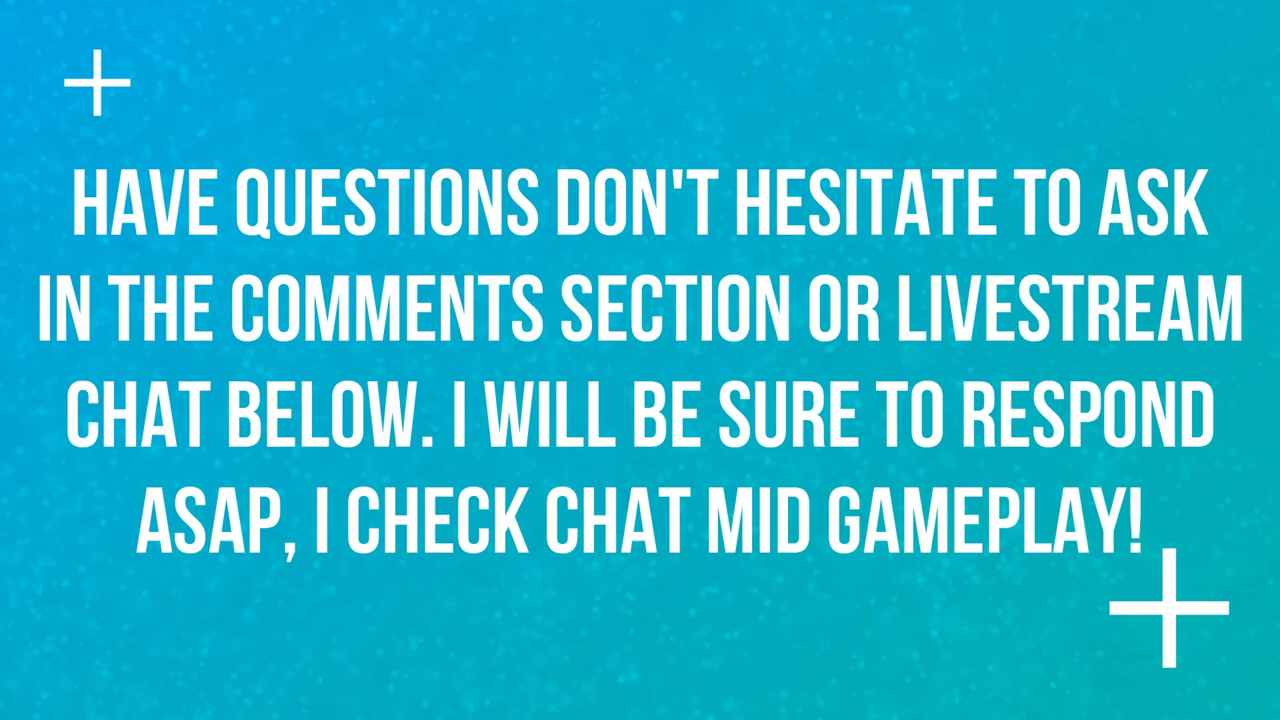 HAVE QUESTIONS DON'T HESITATE TO ASK
IN THE COMMENTS SECTION OR LIVESTREAM
CHAT BELOW. I WILL BE SURE TO RESPOND
ASAP, I CHECK CHAT MID GAMEPLAY!